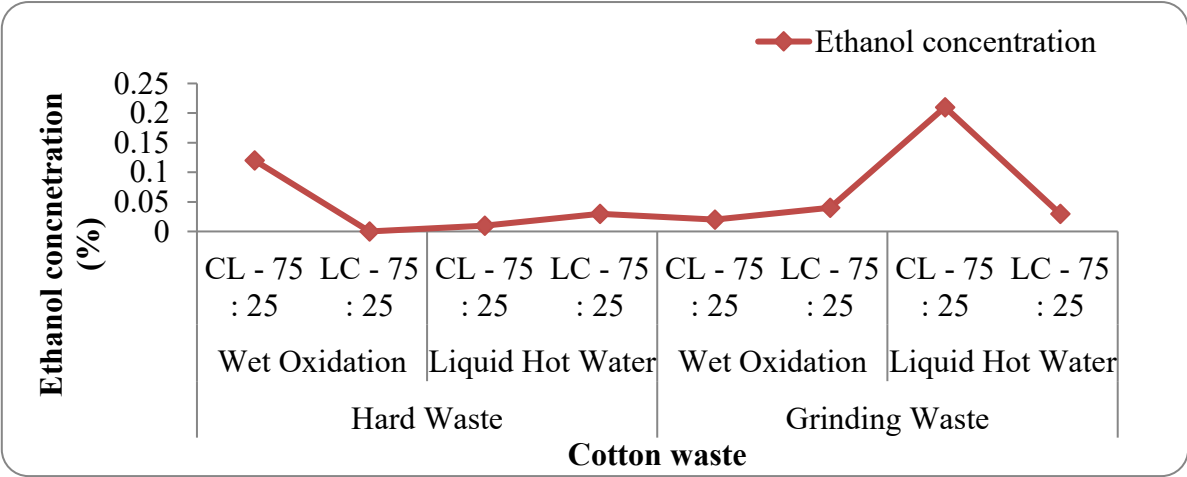 Ethanol concentration
Ethanol concnetration
(%)
0.25
0.2
0.15
0.1
0.05
0
CL - 75 LC - 75 CL - 75 LC - 75 CL - 75 LC - 75 CL - 75 LC - 75
: 25 : 25 : 25 : 25 : 25 : 25 : 25 : 25
Wet Oxidation Liquid Hot Water Wet Oxidation Liquid Hot Water
Hard Waste Grinding Waste
Cotton waste